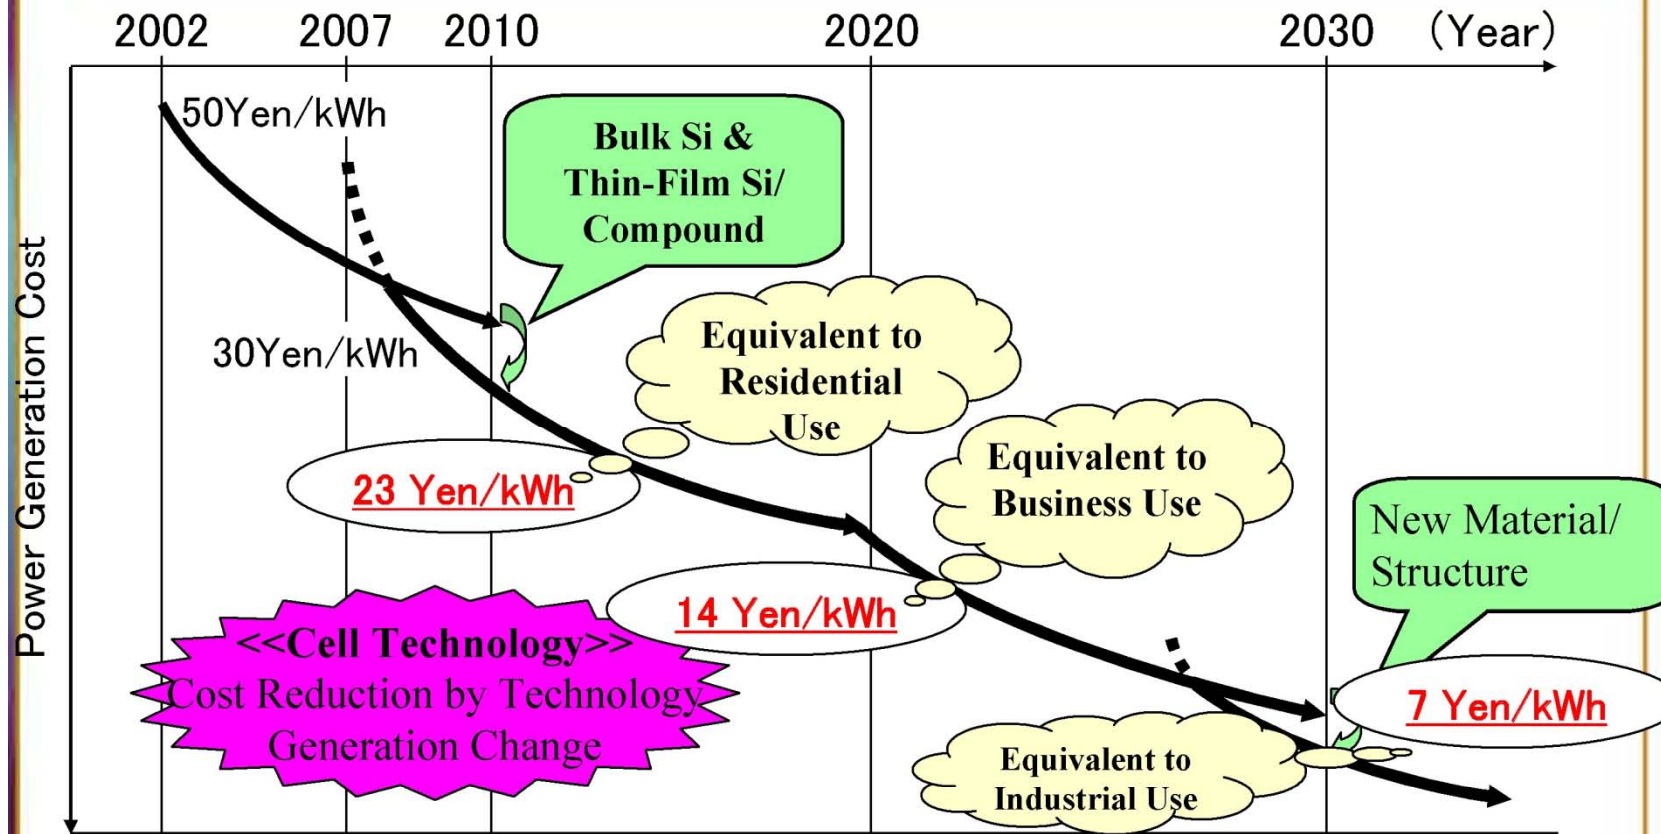 2002 2007 2010 2020 2030 (Year)
50Yen/kWh
Bulk Si &
Thin-Film Si/
Compound
Power Generation Cost
30Yen/kWh
Equivalent to
Residential
Use
23 Yen/kWh
Equivalent to
Business Use
New Material/
Structure
14 Yen/kWh
<<Cell Technology>>
Cost Reduction by Technology
Generation Change
7 Yen/kWh
Equivalent to
Industrial Use